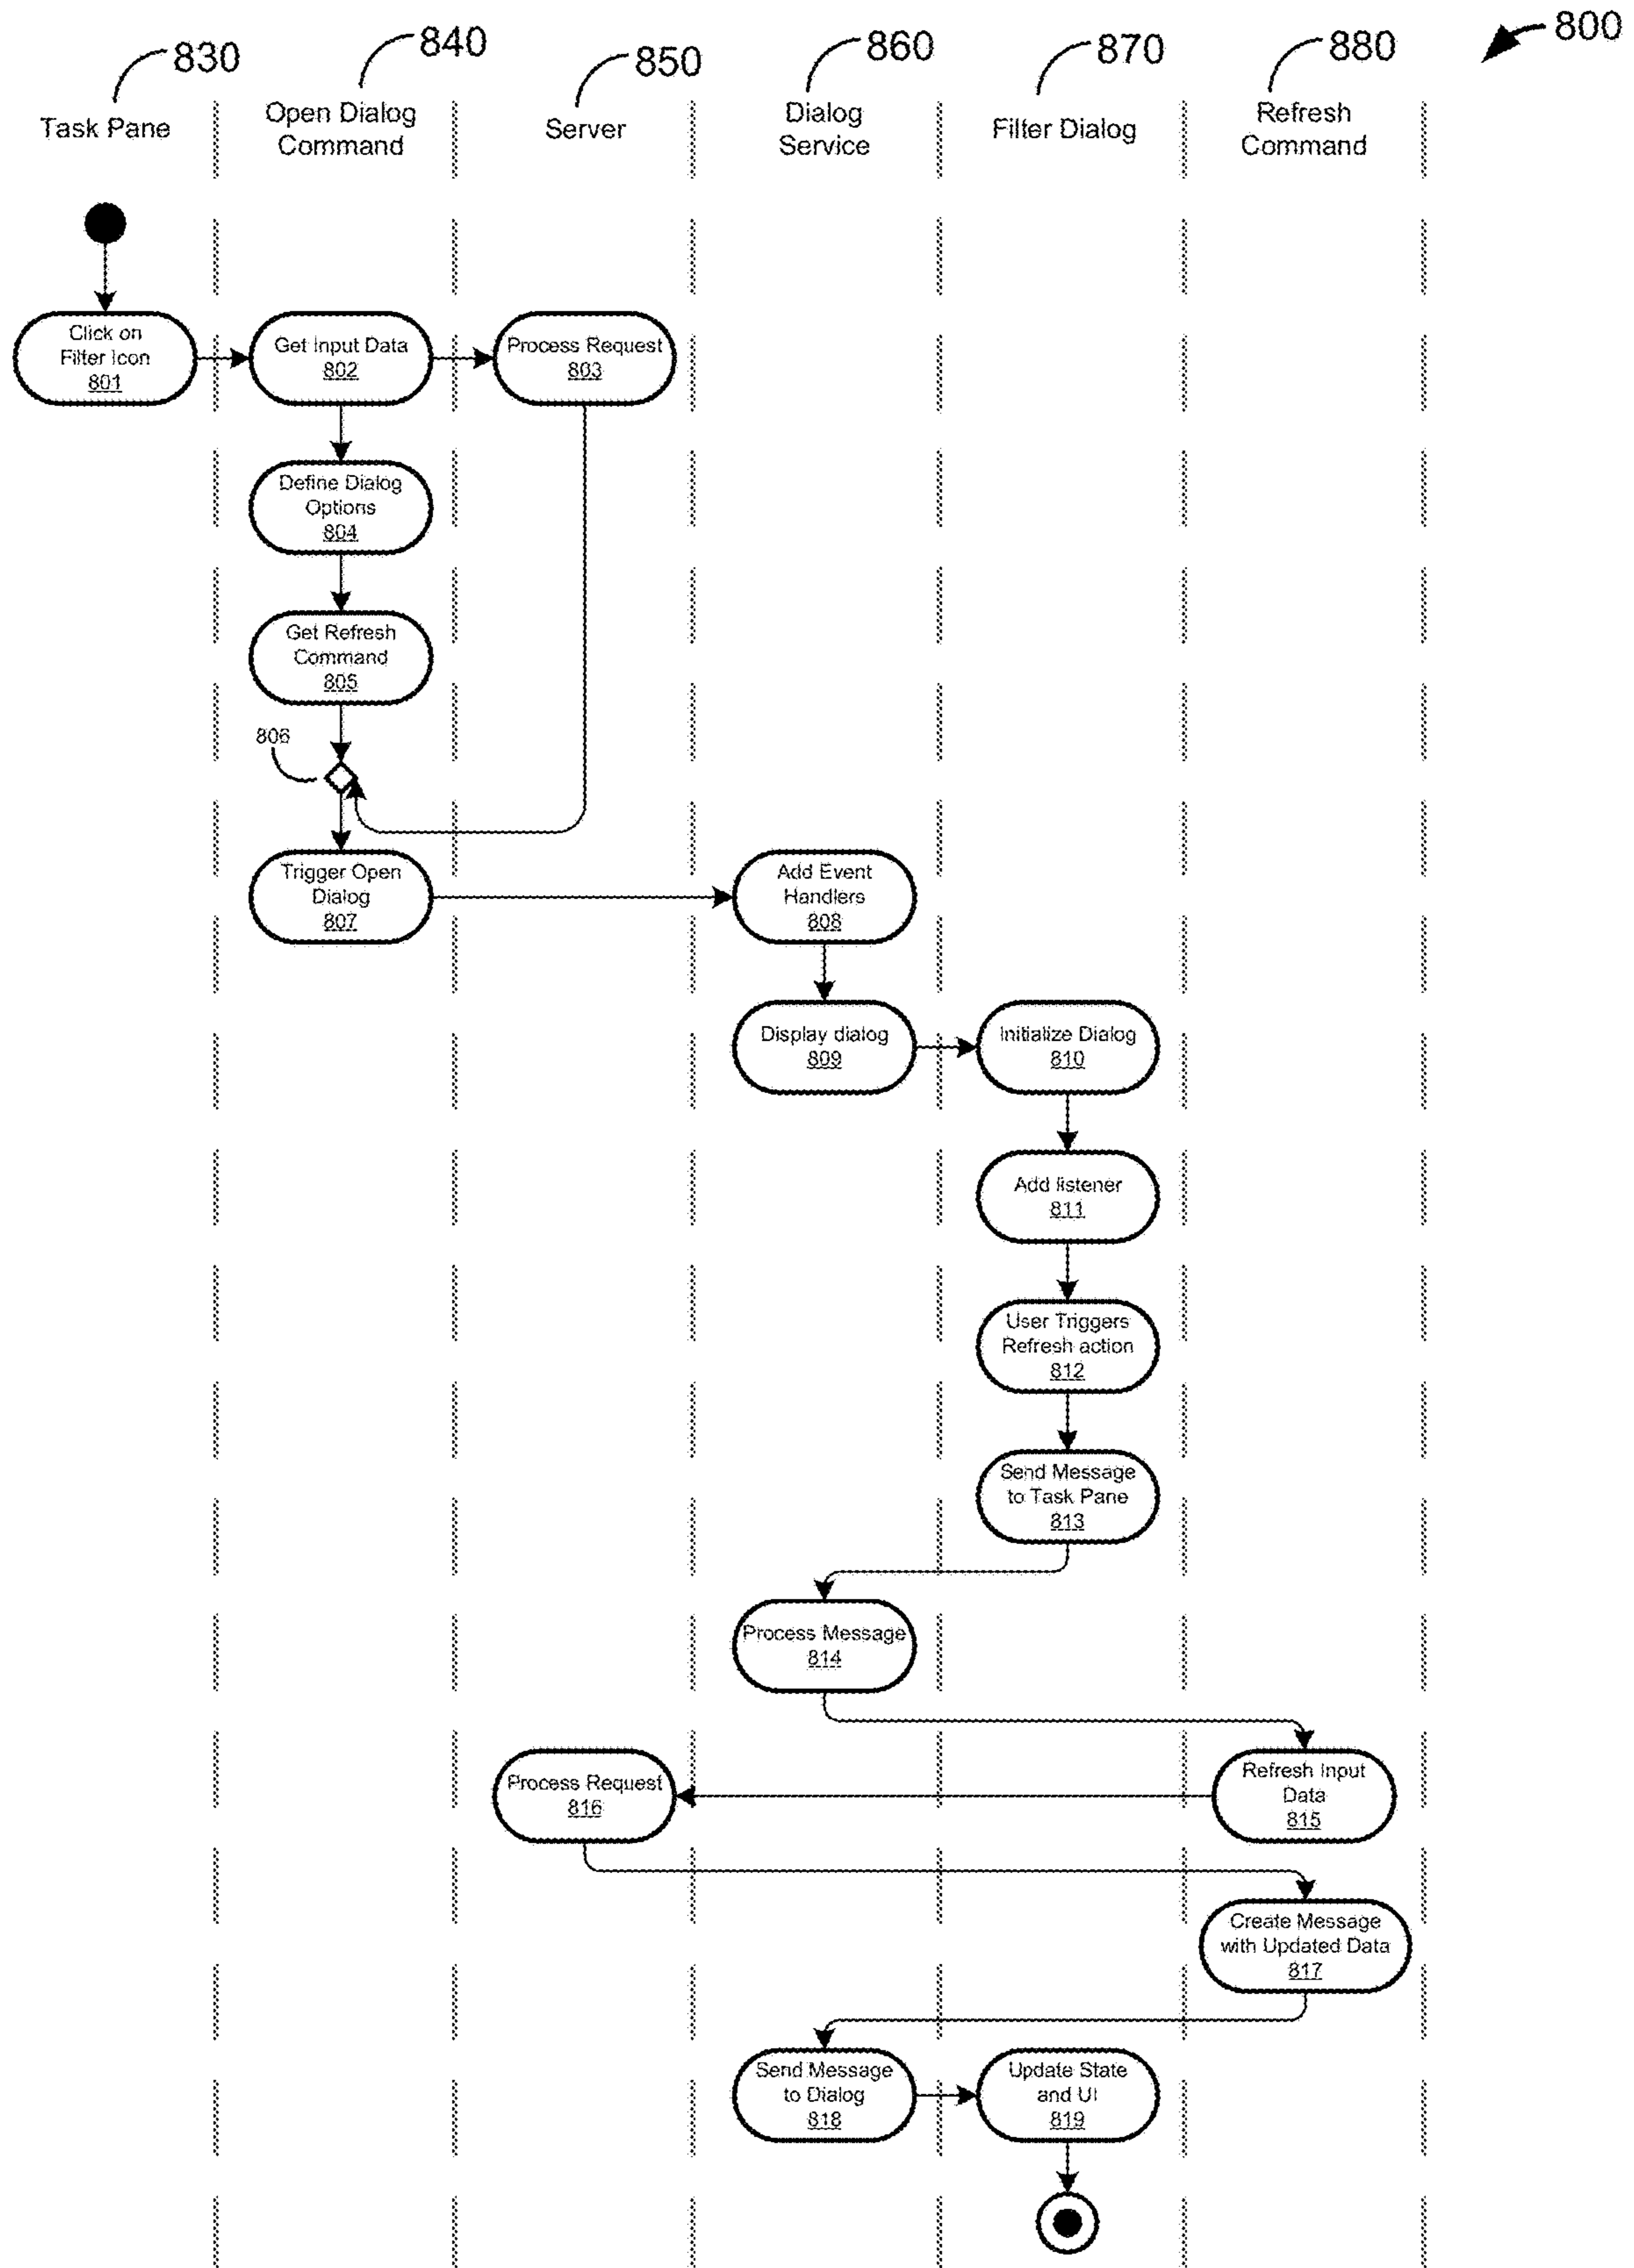 800
830
840
850
860
870
880
Task Pane
Open Dialog
Command
Server
Dialog
Service
Filter Dialog
Refresh
Command
Click on
Filter Icon
801
Get Input Data
802
Process Request
803
Define Dialog
Options
804
Get Refresh
Command
805
806
Trigger Open
Dialog
807
Add Event
Handlers
808
Display dialog
809
Initialize Dialog
810
Add listener
811
User Triggers
Refresh action
812
Send Message
to Task Pane
813
Process Message
814
Refresh Input
Data
815
Process Request
816
Create Message
with Updated Data
817
Send Message
to Dialog
818
Update State
and UI
819